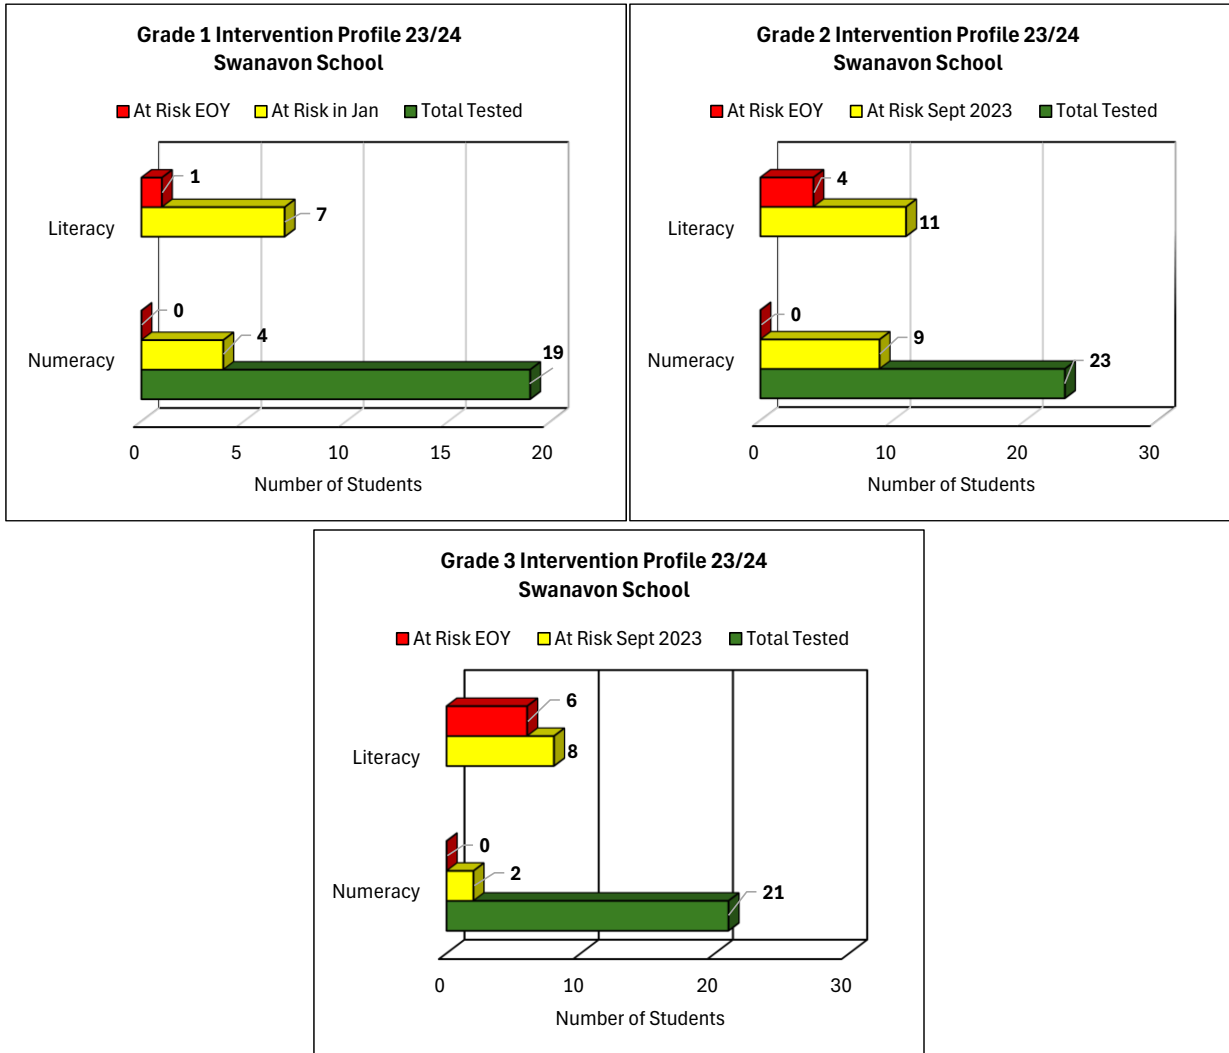 Grade 1 Intervention Profile 23/24
Swanavon School
At Risk EOY At Risk in Jan Total Tested
1
7
Literacy
0
4
19
Numeracy
0 5 10 15 20
Number of Students
Grade 2 Intervention Profile 23/24
Swanavon School
At Risk EOY At Risk Sept 2023 Total Tested
4
11
Literacy
0
9
23
Numeracy
0 10 20 30
Number of Students
Grade 3 Intervention Profile 23/24
Swanavon School
At Risk EOY At Risk Sept 2023 Total Tested
6
8
Literacy
0
2
21
Numeracy
0 10 20 30
Number of Students